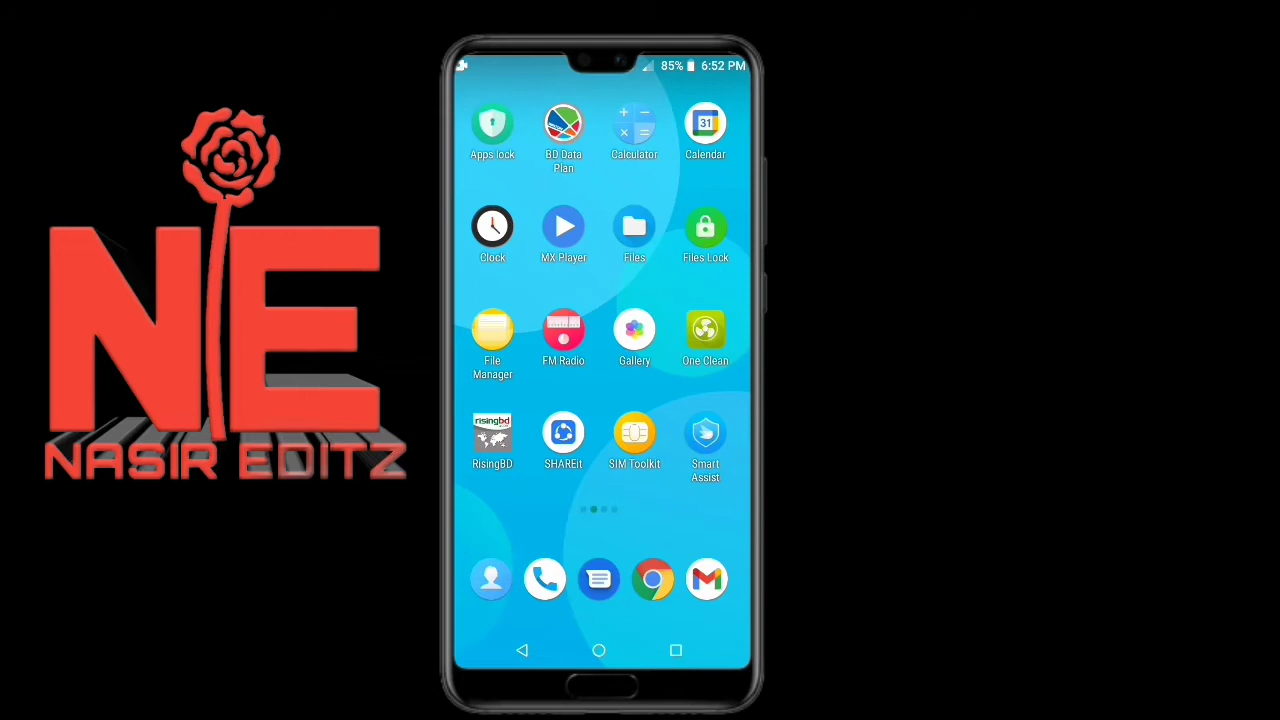 NE
NASIR EDITZ
85% 6:52 PM
Apps lock
BD Data
Plan
Calculator
31
Calendar
Clock
MX Player
Files
Files Lock
File
Manager
FM Radio
Gallery
One Clean
risingbd
RisingBD
SHAREit
SIM Toolkit
Smart
Assist